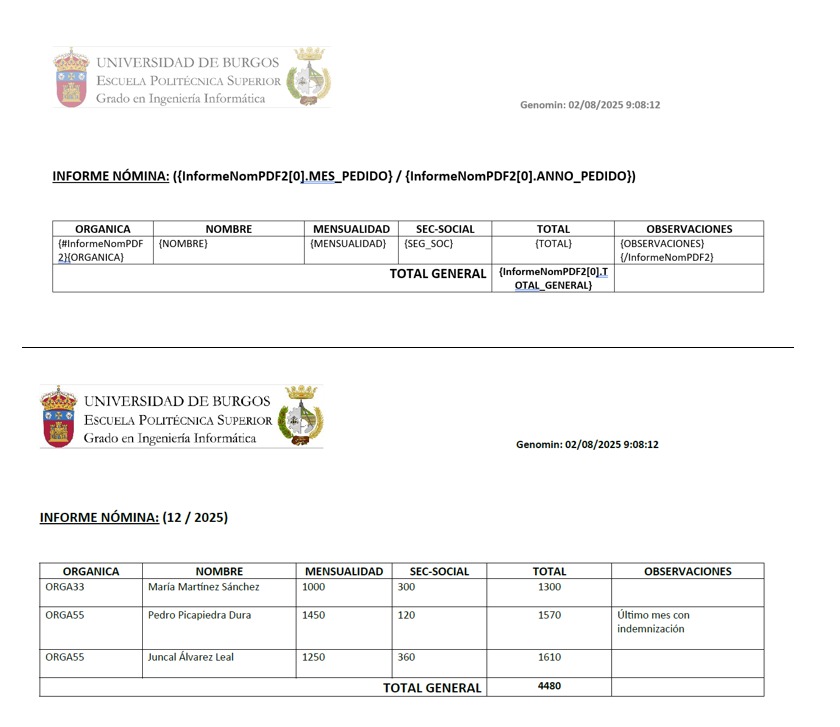 UNIVERSIDAD DE BURGOS
ESCUELA POLITÉCNICA SUPERIOR
Grado en Ingeniería Informática
Genomin: 02/08/2025 9:08:12
INFORME NÓMINA: ({InformeNomPDF2[0].MES_PEDIDO} / {InformeNomPDF2[0].ANNO_PEDIDO})
ORGANICA NOMBRE MENSUALIDAD SEC-SOCIAL TOTAL OBSERVACIONES
{#InformeNomPDF {NOMBRE} {MENSUALIDAD} {SEG_SOC} {TOTAL} {OBSERVACIONES}
2}{ORGANICA} {/InformeNomPDF2}
TOTAL GENERAL {InformeNomPDF2[0].T
OTAL_GENERAL}
UNIVERSIDAD DE BURGOS
ESCUELA POLITÉCNICA SUPERIOR
Grado en Ingeniería Informática
Genomin: 02/08/2025 9:08:12
INFORME NÓMINA: (12 / 2025)
ORGANICA NOMBRE MENSUALIDAD SEC-SOCIAL TOTAL OBSERVACIONES
ORGA33 María Martínez Sánchez 1000 300 1300
ORGA55 Pedro Picapiedra Dura 1450 120 1570 Último mes con
indemnización
ORGA55 Juncal Álvarez Leal 1250 360 1610
TOTAL GENERAL 4480